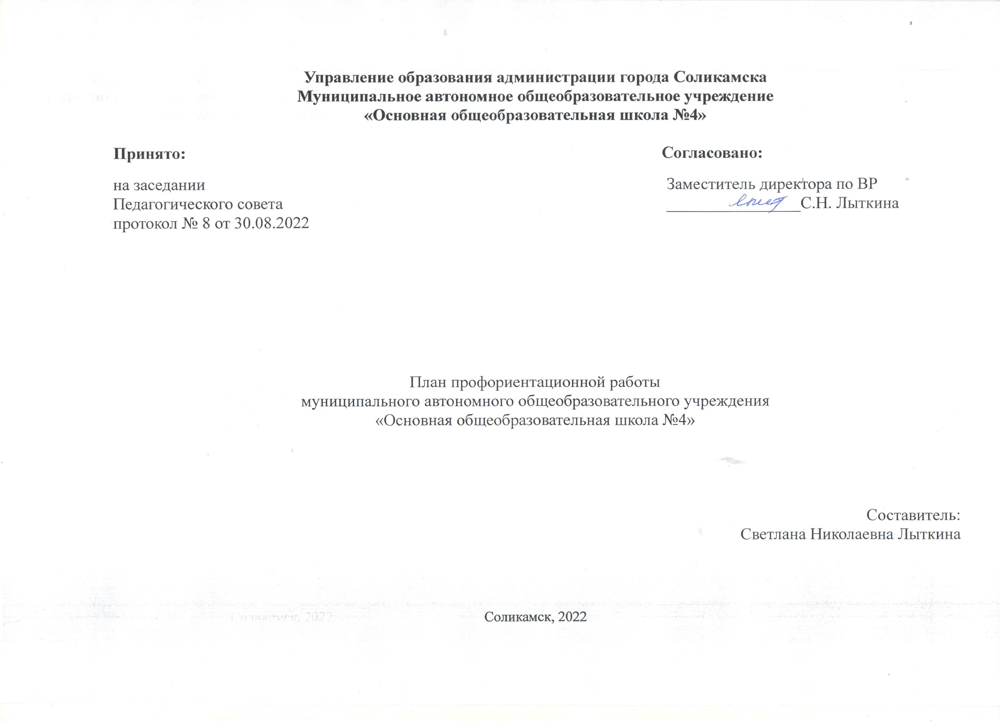 Управление образования администрации города Соликамска
Муниципальное автономное общеобразовательное учреждение
«Основная общеобразовательная школа №4»
Принято:
на заседании
Педагогического совета
протокол № 8 от 30.08.2022
Согласовано:
Заместитель директора по ВР
С.Н. Лыткина
План профориентационной работы
муниципального автономного общеобразовательного учреждения
«Основная общеобразовательная школа №4»
Составитель:
Светлана Николаевна Лыткина
Соликамск, 2022